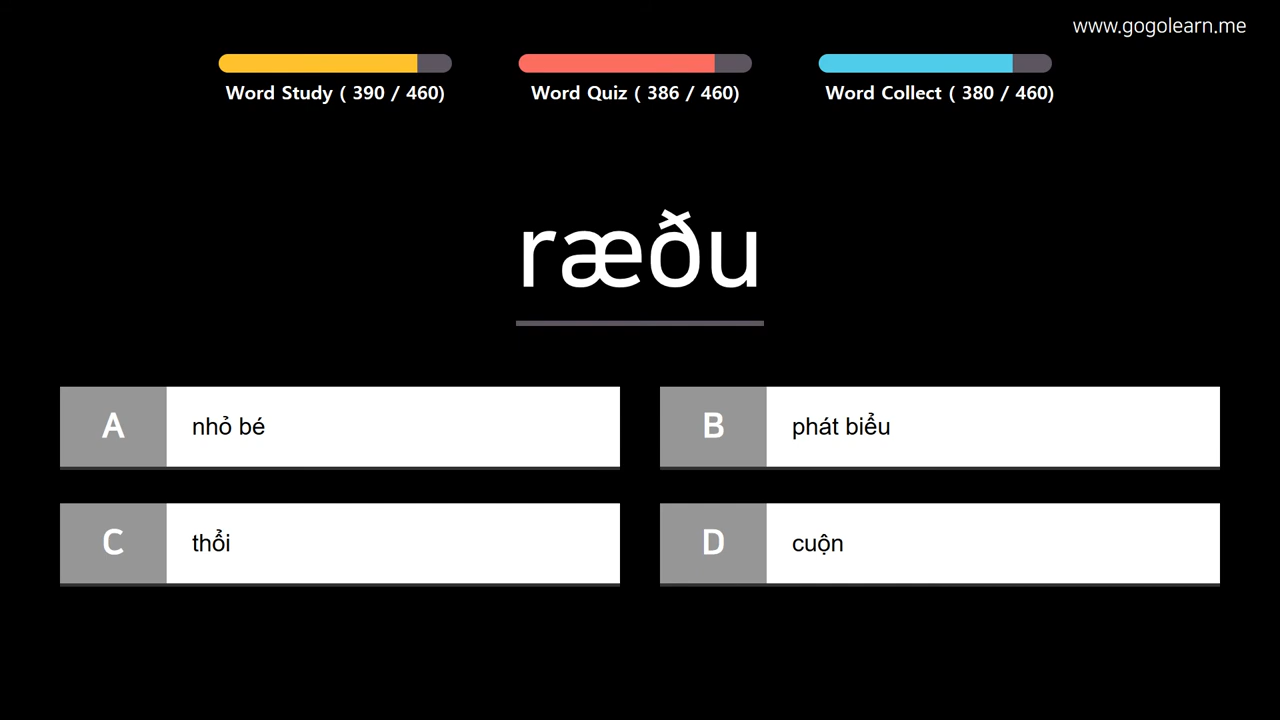 www.gogolearn.me
Word Study ( 390 / 460)
Word Quiz ( 386 / 460)
Word Collect ( 380 / 460)
ræðu
A nhỏ bé
B phát biểu
C thổi
D cuộn